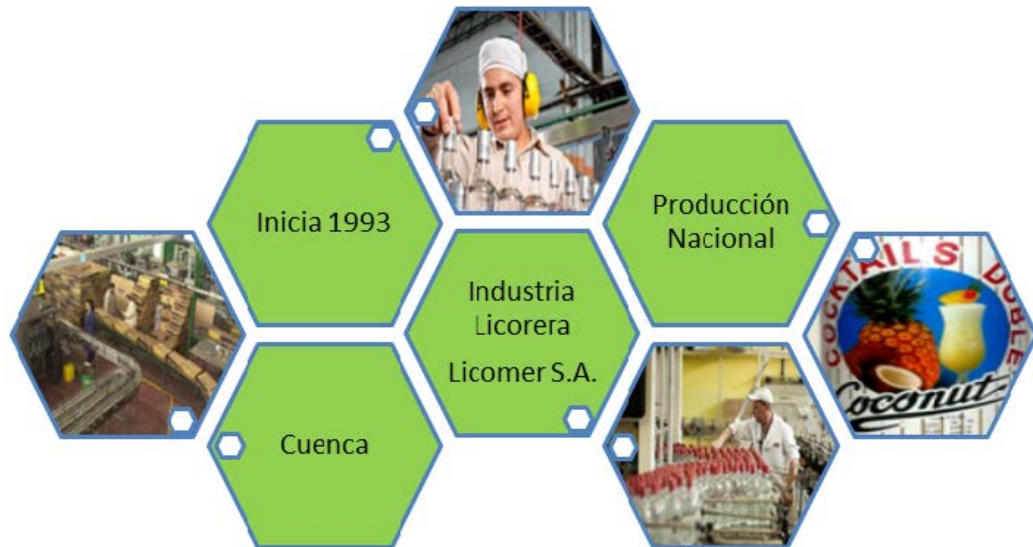 Inicia 1993
Producción
Nacional
Industria
Licorera
Licomer S.A.
Cuenca
COCKTAILS DOBLE
Coconut